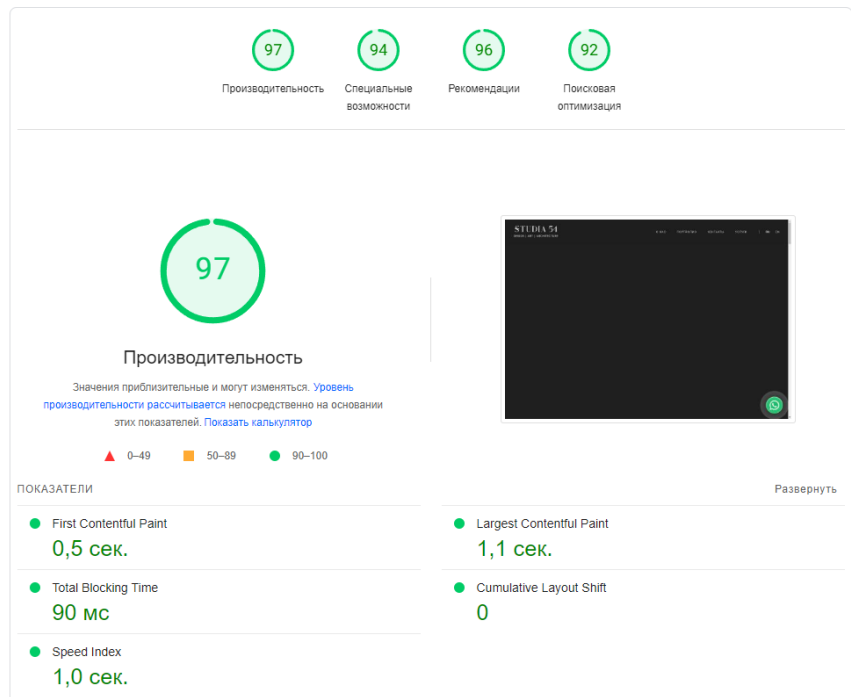 97
94
96
92
Производительность
Специальные
возможности
Рекомендации
Поисковая
оптимизация
97
Производительность
Значения приблизительные и могут изменяться. Уровень
производительности рассчитывается непосредственно на основании
этих показателей. Показать калькулятор
0–49
50–89
90–100
STUDIA 54
ПОКАЗАТЕЛИ
Развернуть
First Contentful Paint
0,5 сек.
Largest Contentful Paint
1,1 сек.
Total Blocking Time
90 мс
Cumulative Layout Shift
0
Speed Index
1,0 сек.